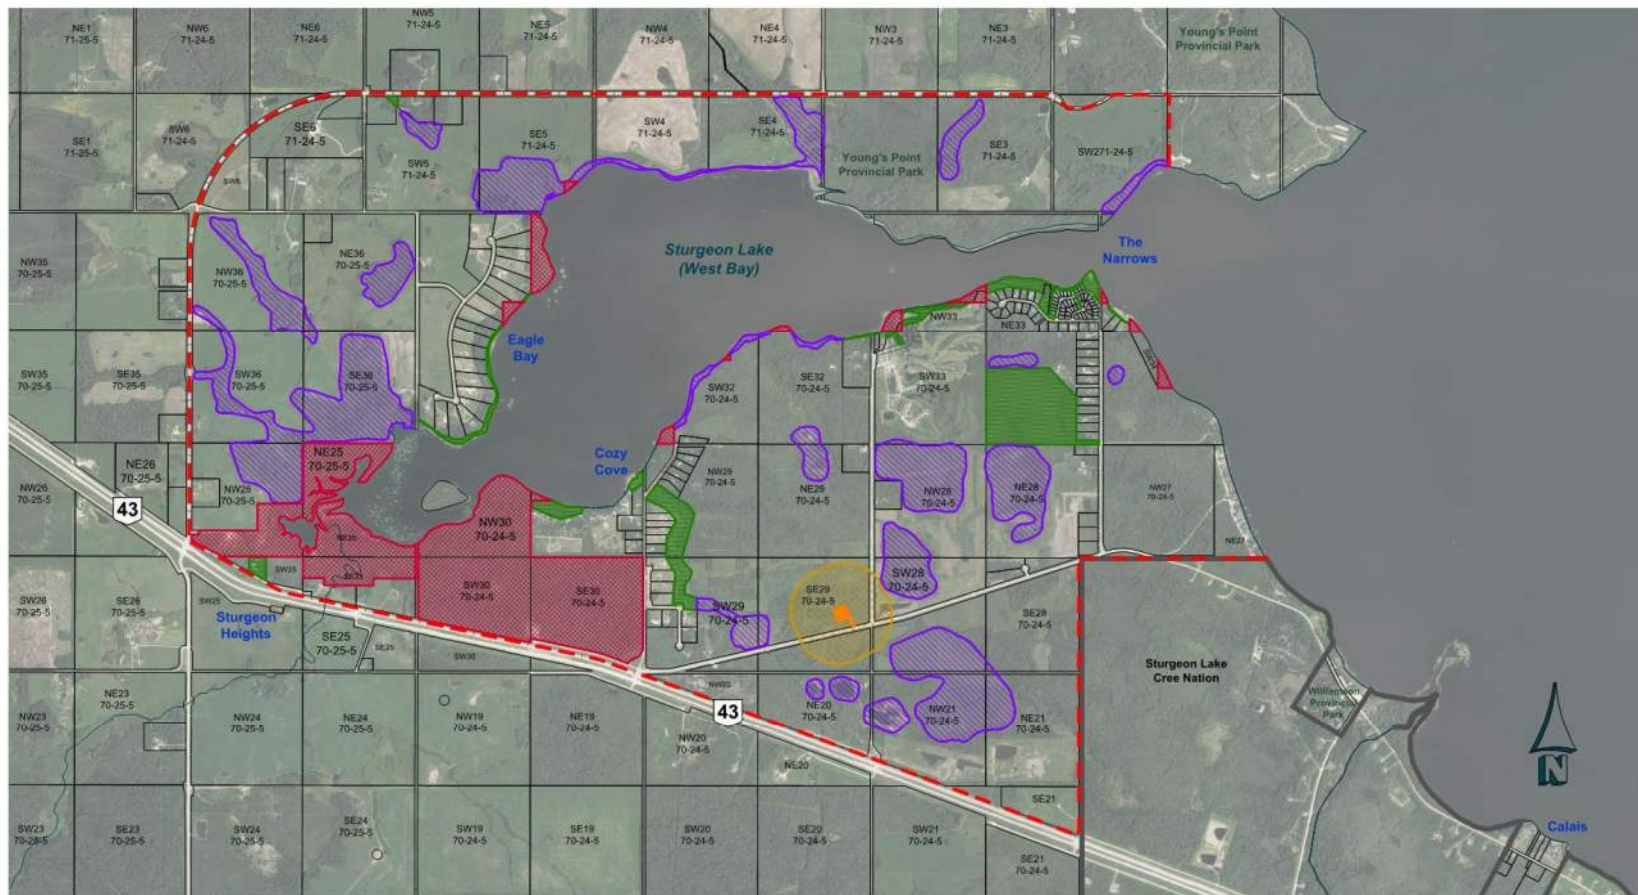 NE1
71-25-5
NW6
71-24-5
NE6
71-24-5
NW5
71-24-5
NE5
71-24-5
NW4
71-24-5
NE4
71-24-5
NW3
71-24-5
NE3
71-24-5
Young's Point
Provincial Park
SE1
71-25-5
SW6
71-24-5
SE6
71-24-5
SW6
SW5
71-24-5
SE5
71-24-5
SW4
71-24-5
SE4
71-24-5
Young's Point
Provincial Park
SE3
71-24-5
SW271-24-5
NW35
70-25-5
NW36
70-25-5
NE36
70-25-5
Sturgeon Lake
(West Bay)
The
Narrows
Eagle
Bay
NW33
NE33
SW35
70-25-5
SE35
70-25-5
SW36
70-25-5
SE36
70-25-5
SW32
70-24-5
SE32
70-24-5
SW33
70-24-5
NW26
70-25-5
NE26
70-25-5
NW25
70-25-5
NE25
70-25-5
Cozy
Cove
NW29
70-24-5
NE29
70-24-5
NW28
70-24-5
NE28
70-24-5
NW27
70-24-5
NE27
43
NW30
70-24-5
NE25
SW26
70-25-5
SE26
70-25-5
SW25
SW25
SE25
SW30
70-24-5
SE30
70-24-5
SW29
70-24-5
SE29
70-24-5
SW28
70-24-5
SE28
70-24-5
Sturgeon
Heights
SE25
70-25-5
SE25
SW30
Sturgeon Lake
Cree Nation
Williamson
Provincial
Park
NW23
70-25-5
NE23
70-25-5
NW24
70-25-5
NE24
70-25-5
NW19
70-24-5
NE19
70-24-5
NW20
NW20
70-24-5
43
NE20
70-24-5
NE20
NW21
70-24-5
NE21
70-24-5
N
SW23
70-26-5
SE23
70-25-5
SW24
70-25-5
SE24
70-25-5
SW19
70-24-5
SE19
70-24-5
SW20
70-24-5
SE20
70-24-5
SW21
70-24-5
SE21
SE21
70-24-5
Calais